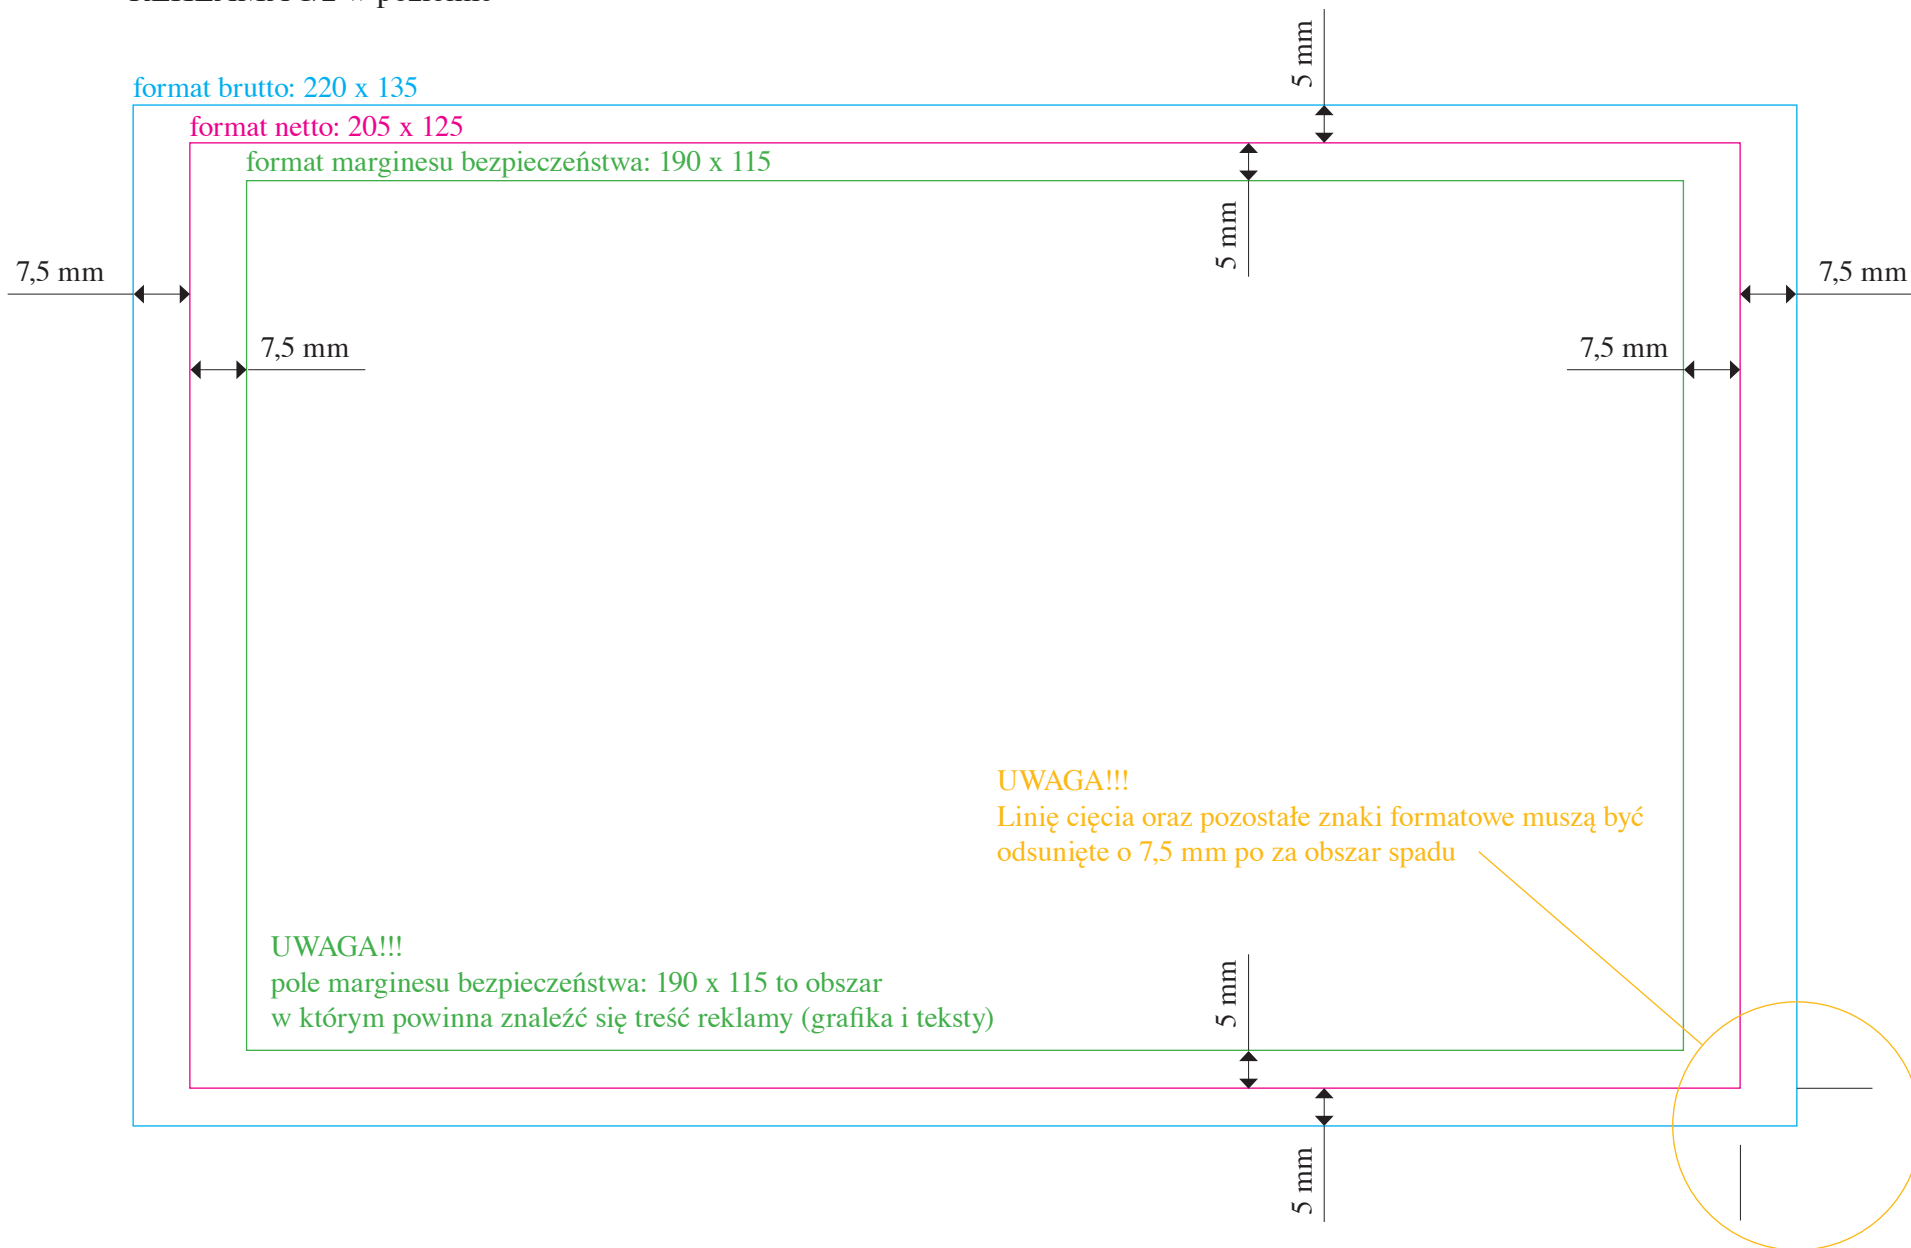 w poziomie
format brutto: 220 x 135
5 mm
format netto: 205 x 125
format marginesu bezpieczeństwa: 190 x 115
5 mm
7,5 mm
7,5 mm
7,5 mm
7,5 mm
UWAGA!!!
Linię cięcia oraz pozostałe znaki formatowe muszą być
odsunięte o 7,5 mm po za obszar spadu
UWAGA!!!
pole marginesu bezpieczeństwa: 190 x 115 to obszar
w którym powinna znaleźć się treść reklamy (grafika i teksty)
5 mm
5 mm